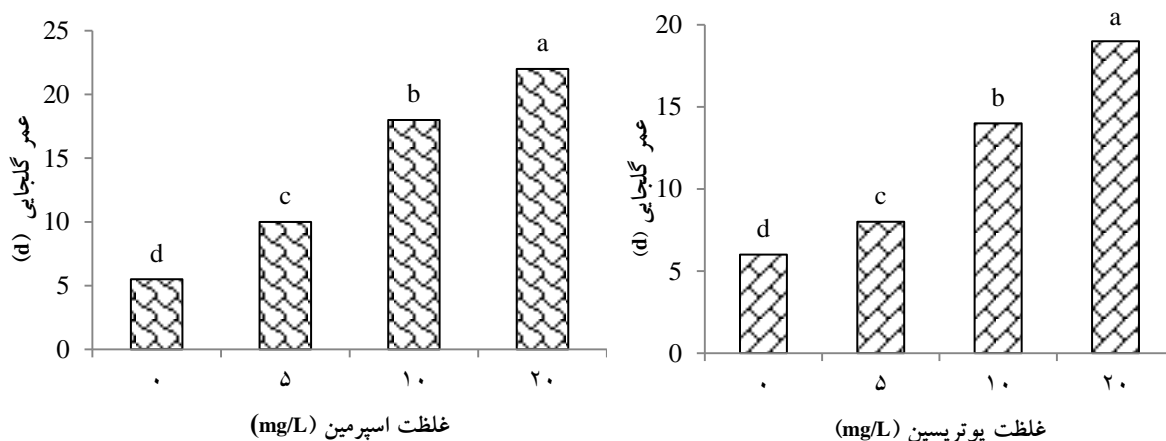 عمر گلجایی (d)
25
20
15
10
5
0
d
c
b
a
۰ ۵ ۱۰ ۲۰
غلظت اسپرمین (mg/L)
عمر گلجایی (d)
20
15
10
5
0
d
c
b
a
۰ ۵ ۱۰ ۲۰
غلظت پوتریسین (mg/L)